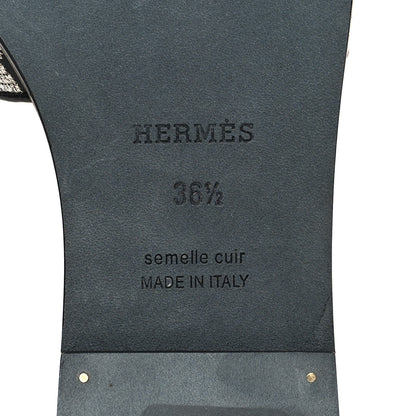 HERMÈS
36½
semelle cuir
MADE IN ITALY